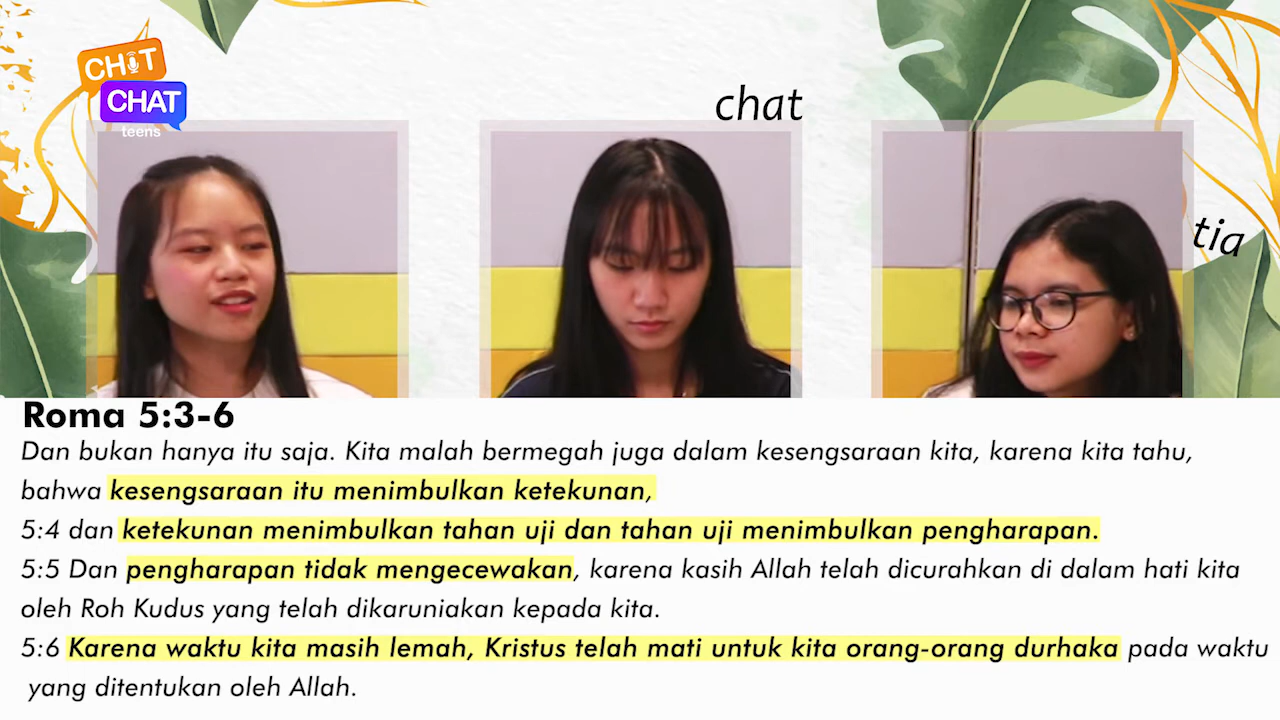 CHIT
CHAT
teens
chat
tia
Roma 5:3-6
Dan bukan hanya itu saja. Kita malah bermegah juga dalam kesengsaraan kita, karena kita tahu,
bahwa kesengsaraan itu menimbulkan ketekunan,
5:4 dan ketekunan menimbulkan tahan uji dan tahan uji menimbulkan pengharapan.
5:5 Dan pengharapan tidak mengecewakan, karena kasih Allah telah dicurahkan di dalam hati kita
oleh Roh Kudus yang telah dikaruniakan kepada kita.
5:6 Karena waktu kita masih lemah, Kristus telah mati untuk kita orang-orang durhaka pada waktu
yang ditentukan oleh Allah.